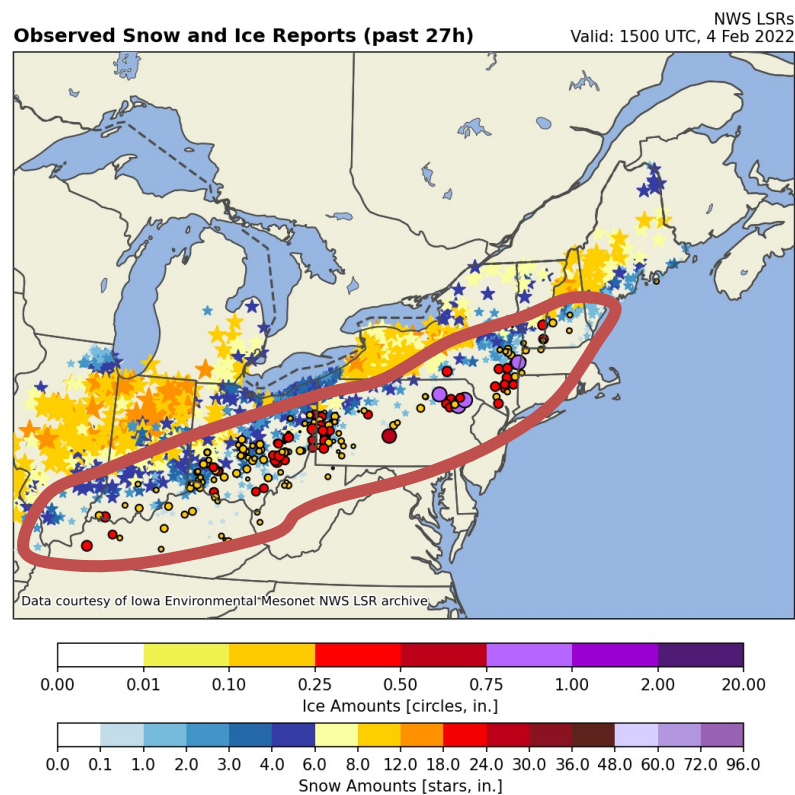 NWS LSRs
Observed Snow and Ice Reports (past 27h)
Valid: 1500 UTC, 4 Feb 2022
Data courtesy of Iowa Environmental Mesonet NWS LSR archive
0.00 0.01 0.10 0.25 0.50 0.75 1.00 2.00 20.00
Ice Amounts [circles, in.]
0.0 0.1 1.0 2.0 3.0 4.0 6.0 8.0 12.0 18.0 24.0 30.0 36.0 48.0 60.0 72.0 96.0
Snow Amounts [stars, in.]